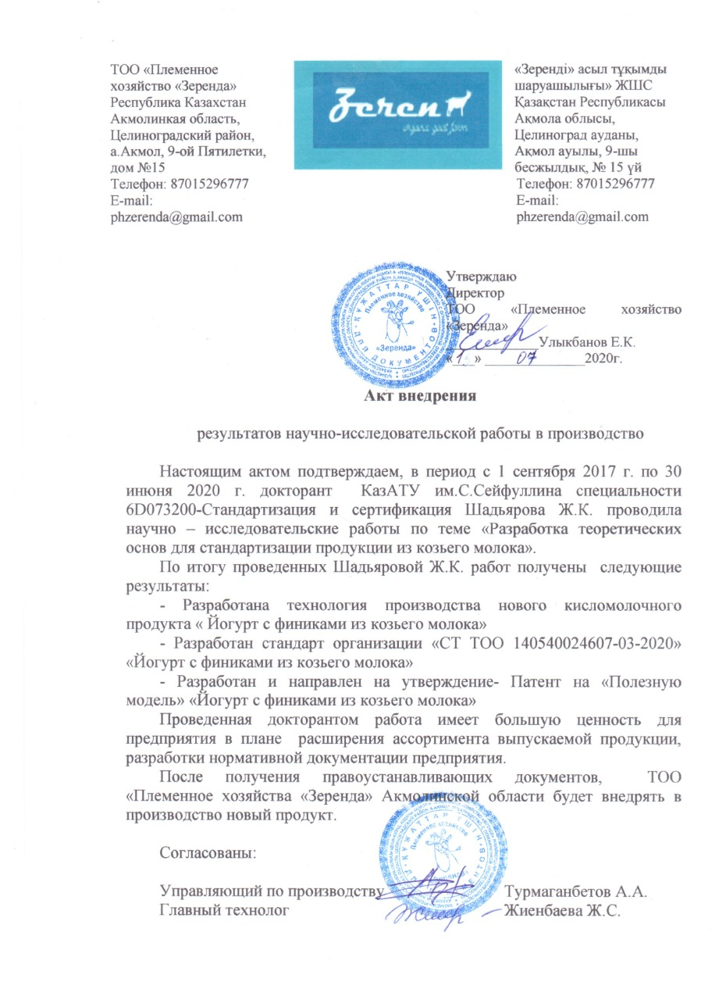 ТОО «Племенное
хозяйство «Зеренда»
Республика Казахстан
Акмолинкая область,
Целиноградский район,
а.Акмол, 9-ой Пятилетки,
дом №15
Телефон: 87015296777
E-mail:
phzerenda@gmail.com
Зерен
«Зеренді» асыл тұқымды
шаруашылығы» ЖШС
Қазақстан Республикасы
Ақмола облысы,
Целиноград ауданы,
Ақмол ауылы, 9-шы
бесжылдық, № 15 үй
Телефон: 87015296777
E-mail:
phzerenda@gmail.com
Утверждаю
Директор
ТОО «Племенное хозяйство
«Зеренда»
____________Улыкбанов Е.К.
«1__» ______07______2020г.
ҚҰЖАТТАР ҮШІН
Племенное хозяйство
«Зеренда»
ДЛЯ ДОКУМЕНТОВ
Акт внедрения
результатов научно-исследовательской работы в производство
Настоящим актом подтверждаем, в период с 1 сентября 2017 г. по 30
инюня 2020 г. докторант КазАТУ им.С.Сейфуллина специальности
6D073200-Стандартизация и сертификация Шадьярова Ж.К. проводила
научно – исследовательские работы по теме «Разработка теоретических
основ для стандартизации продукции из козьего молока».
По итогу проведенных Шадьяровой Ж.К. работ получены следующие
результаты:
- Разработана технология производства нового кисломолочного
продукта « Йогурт с финиками из козьего молока»
- Разработан стандарт организации «СТ ТОО 140540024607-03-2020»
«Йогурт с финиками из козьего молока»
- Разработан и направлен на утверждение- Патент на «Полезную
модель» «Йогурт с финиками из козьего молока»
Проведенная докторантом работа имеет большую ценность для
предприятия в плане расширения ассортимента выпускаемой продукции,
разработки нормативной документации предприятия.
После получения правоустанавливающих документов, ТОО
«Племенное хозяйства «Зеренда» Акмолинской области будет внедрять в
производство новый продукт.
Согласованы:
ҚҰЖАТТАР ҮШІН
Племенное хозяйство
Управляющий по производству Турмаганбетов А.А.
Главный технолог Жиенбаева Ж.С.